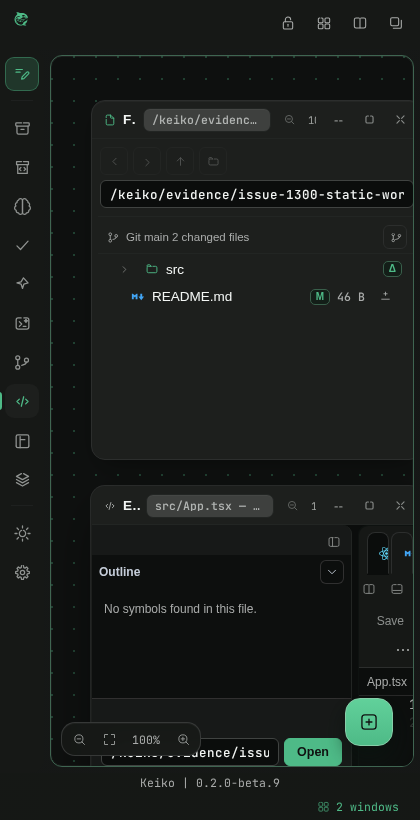 F.
/keiko/evidenc…
--
/keiko/evidence/issue-1300-static-wor
Git main 2 changed files
src
Δ
README.md
M
46 B
E..
src/App.tsx — …
1
--
Outline
No symbols found in this file.
Save
...
App.tsx
100%
Open
Keiko | 0.2.0-beta.9
2 windows